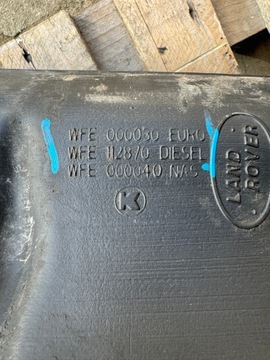 WFE 000030 EURO
WFE 112870 DIESEL
WFE 000040 NAS
K
LAND
ROVER